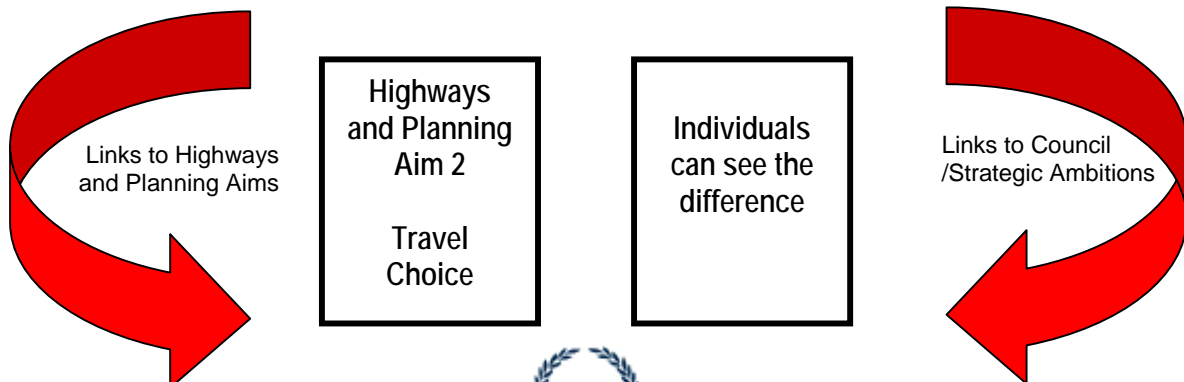 Links to Highways
and Planning Aims
Highways
and Planning
Aim 2
Travel
Choice
Individuals
can see the
difference
Links to Council
/Strategic Ambitions